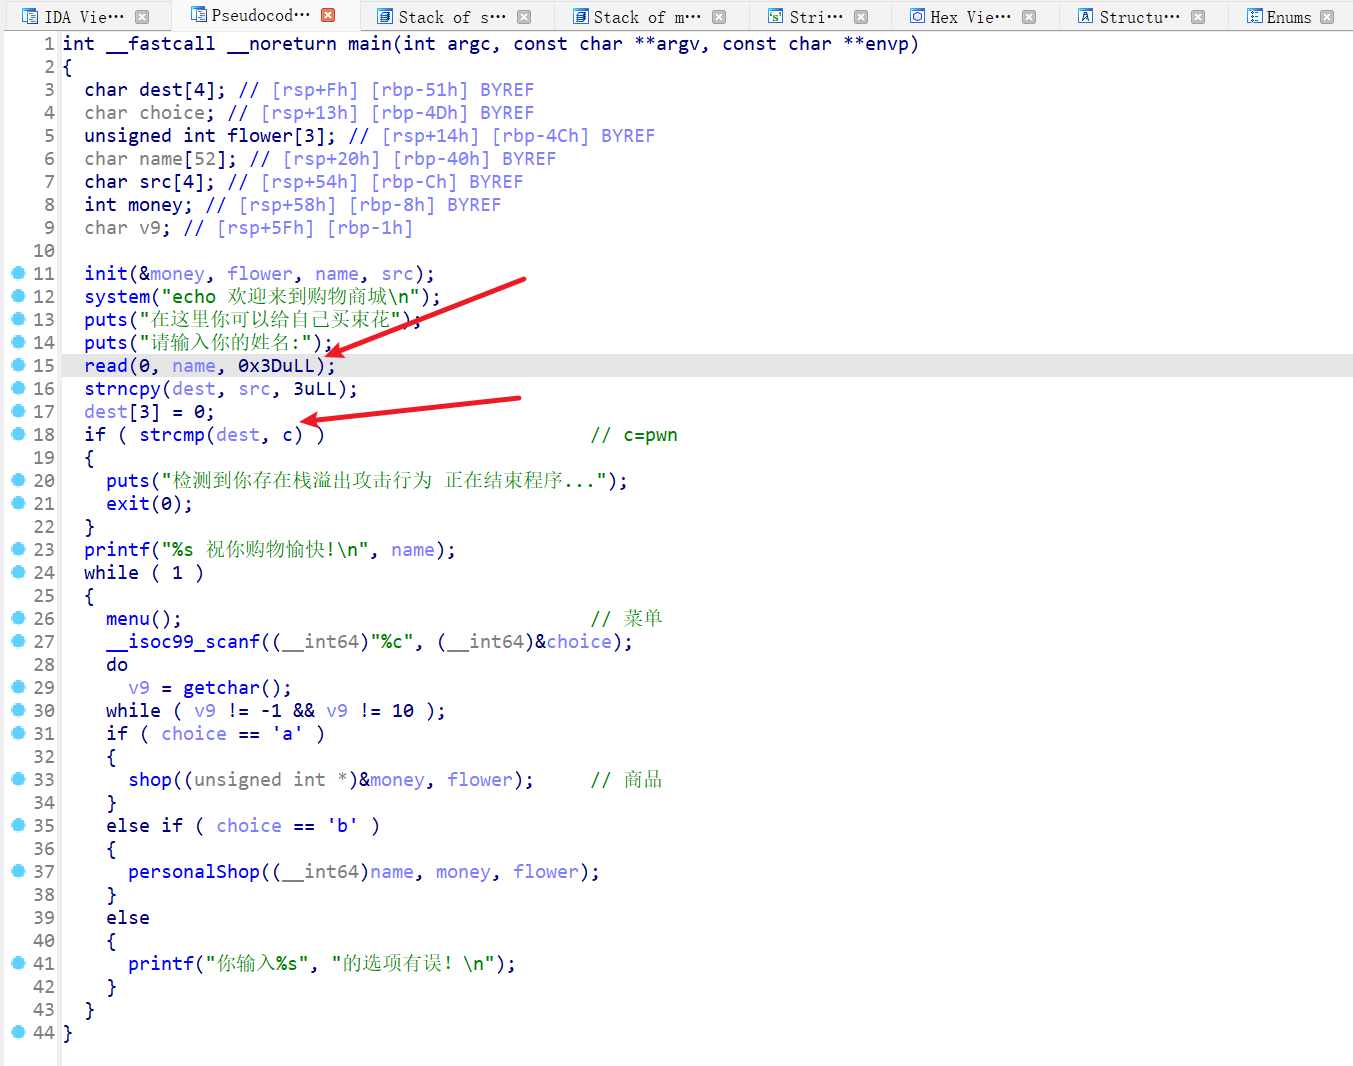 IDA Vie··· Pseudocod··· Stack of s··· Stack of m··· Stri··· Hex Vie··· Structu··· Enums
1 int __fastcall __noreturn main(int argc, const char **argv, const char **envp)
2 {
3   char dest[4]; // [rsp+Fh] [rbp-51h] BYREF
4   char choice; // [rsp+13h] [rbp-4Dh] BYREF
5   unsigned int flower[3]; // [rsp+14h] [rbp-4Ch] BYREF
6   char name[52]; // [rsp+20h] [rbp-40h] BYREF
7   char src[4]; // [rsp+54h] [rbp-Ch] BYREF
8   int money; // [rsp+58h] [rbp-8h] BYREF
9   char v9; // [rsp+5Fh] [rbp-1h]
10
11   init(&money, flower, name, src);
12   system("echo 欢迎来到购物商城\n");
13   puts("在这里你可以给自己买束花");
14   puts("请输入你的姓名:");
15   read(0, name, 0x3DuLL);
16   strncpy(dest, src, 3uLL);
17   dest[3] = 0;
18   if ( strcmp(dest, c) )                        // c=pwn
19   {
20     puts("检测到你存在栈溢出攻击行为 正在结束程序...");
21     exit(0);
22   }
23   printf("%s 祝你购物愉快!\n", name);
24   while ( 1 )
25   {
26     menu();                                     // 菜单
27     __isoc99_scanf((__int64)"%c", (__int64)&choice);
28     do
29       v9 = getchar();
30     while ( v9 != -1 && v9 != 10 );
31     if ( choice == 'a' )
32     {
33       shop((unsigned int *)&money, flower);     // 商品
34     }
35     else if ( choice == 'b' )
36     {
37       personalShop((__int64)name, money, flower);
38     }
39     else
40     {
41       printf("你输入%s", "的选项有误! \n");
42     }
43   }
44 }